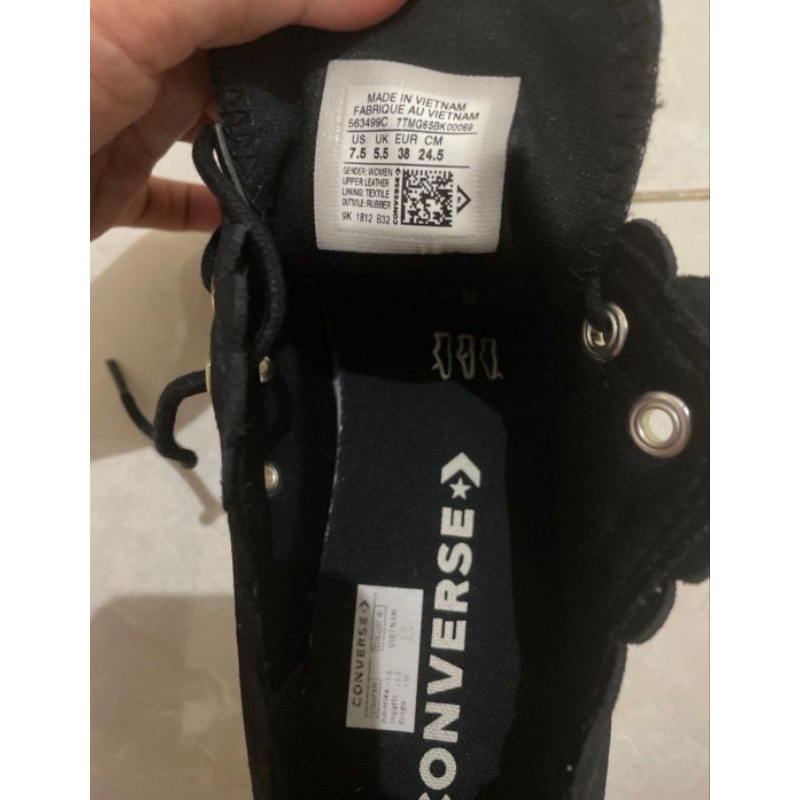 MADE IN VIETNAM
FABRIQUE AU VIETNAM
563499C 7TMG65BK00069
US UK EUR CM
7.5 5.5 38 24.5
GENDER: WOMEN
UPPER: LEATHER
LINING: TEXTILE
OUTSOLE: RUBBER
9K 1812 B32
CONVERSE
CONVERSE
CONVERSE
VIETNAM